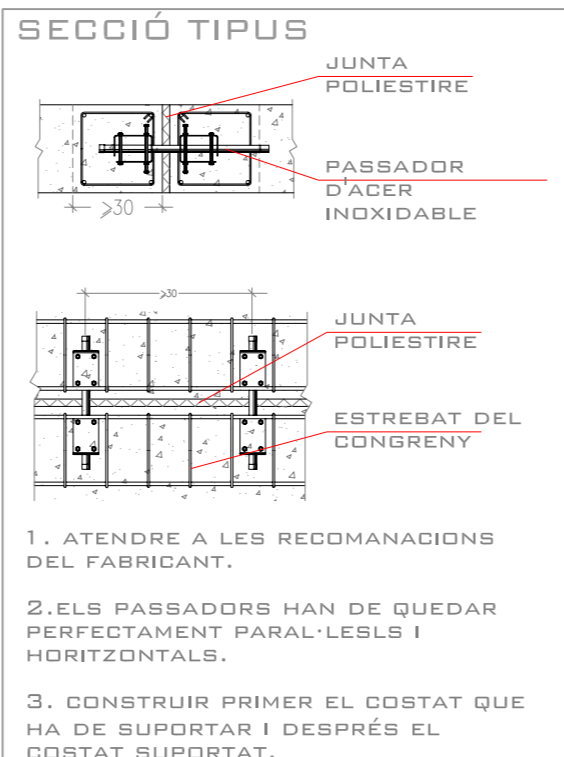 SECCIÓ TIPUS
JUNTA
POLIESTIRE
PASSADOR
D'ACER
INOXIDABLE
≥30
≥30
JUNTA
POLIESTIRE
ESTREBAT DEL
CONGRENY
1. ATENDRE A LES RECOMANACIONS
DEL FABRICANT.
2.ELS PASSADORS HAN DE QUEDAR
PERFECTAMENT PARAL·LESLS I
HORITZONTALS.
3. CONSTRUIR PRIMER EL COSTAT QUE
HA DE SUPORTAR I DESPRÉS EL
COSTAT SUPORTAT.